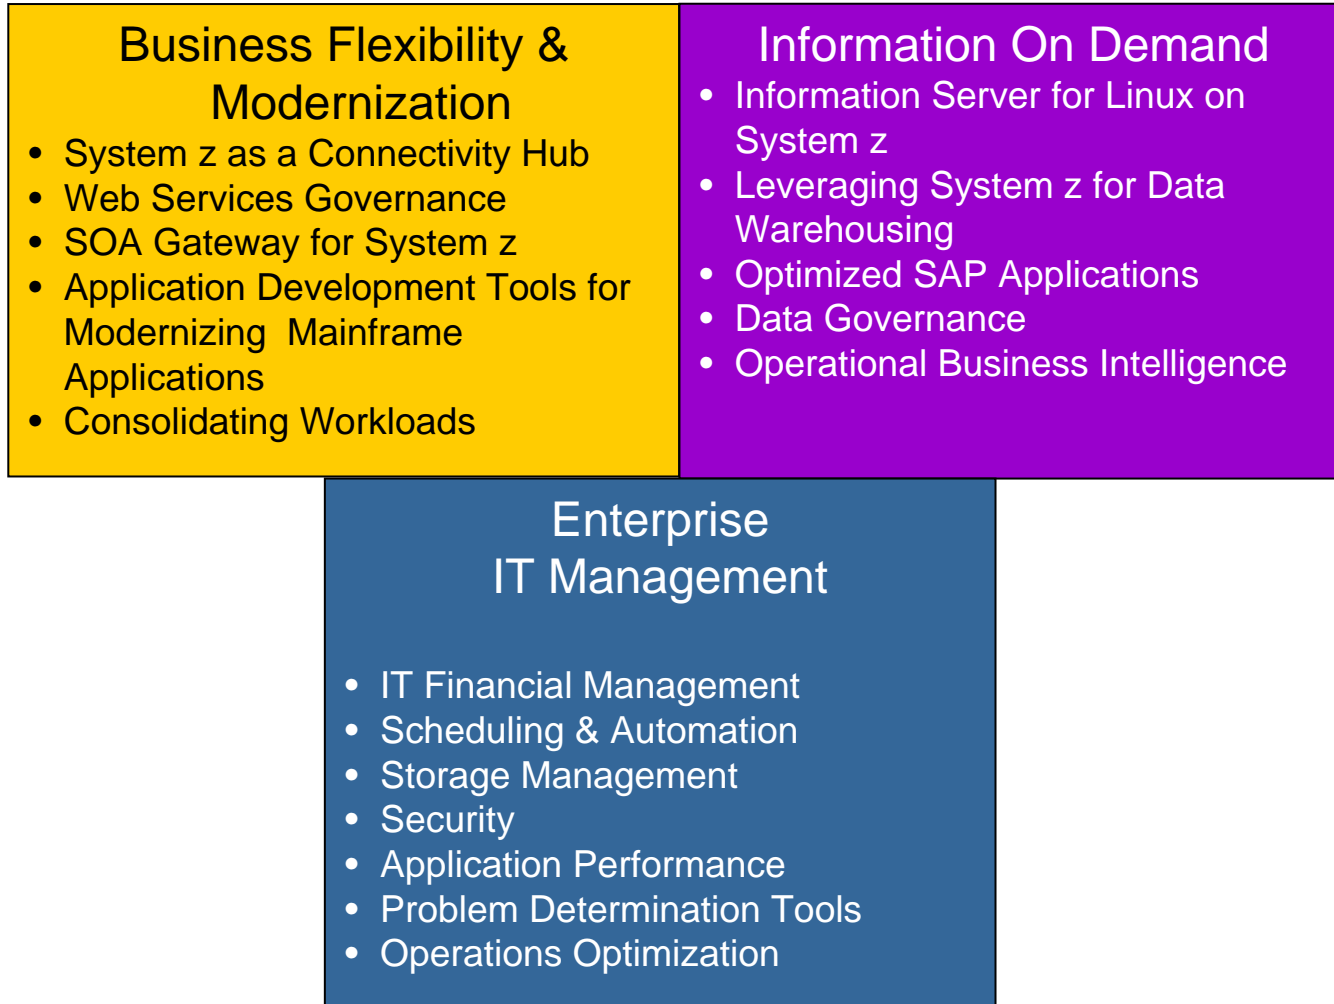 Business Flexibility &
Modernization
• System z as a Connectivity Hub
• Web Services Governance
• SOA Gateway for System z
• Application Development Tools for
Modernizing  Mainframe
Applications
• Consolidating Workloads
Information On Demand
• Information Server for Linux on
System z
• Leveraging System z for Data
Warehousing
• Optimized SAP Applications
• Data Governance
• Operational Business Intelligence
Enterprise
IT Management
• IT Financial Management
• Scheduling & Automation
• Storage Management
• Security
• Application Performance
• Problem Determination Tools
• Operations Optimization